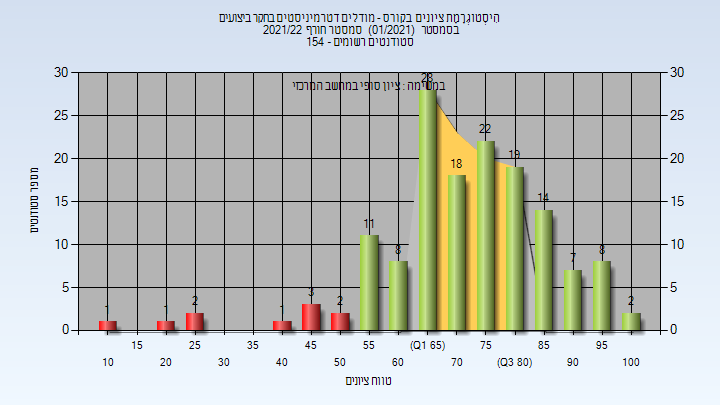 היסטוגרמת ציונים בקורס - מודלים דטרמיניסטים בחקר ביצועים
בסמסטר (01/2021) סמסטר חורף 2021/22
סטודנטים רשומים - 154
במשימה : ציון סופי במחשב המרכזי
30 30
25 25
20 20
15 15
10 10
5 5
0 0
מספר סטודנטים
1 1 2 1 3 2 11 8 28 18 22 19 14 7 8 2
15 25 35 45 55 (Q1 65) 75 85 95
10 20 30 40 50 60 70 (Q3 80) 90 100
טווח ציונים